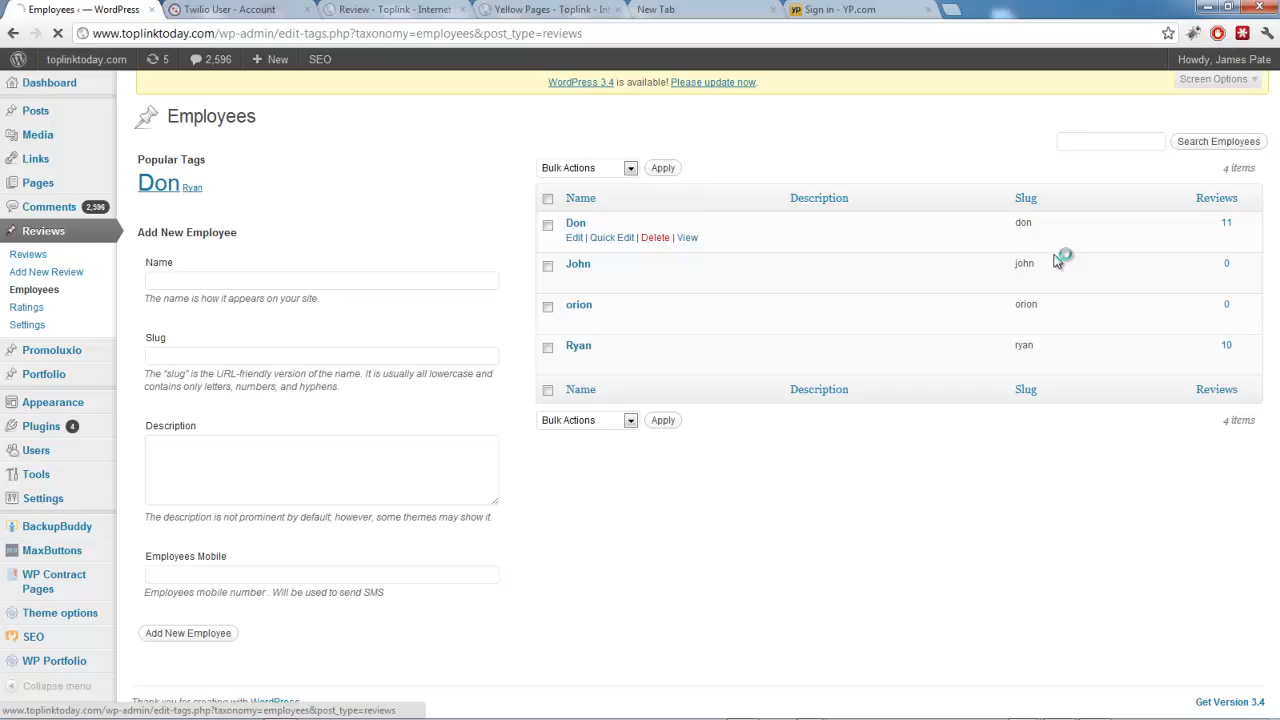 Employees ‹ — WordPress
Twilio User - Account
Review - Toplink - Internet
Yellow Pages - Toplink - Int
New Tab
Sign in - YP.com
www.toplinktoday.com/wp-admin/edit-tags.php?taxonomy=employees&post_type=reviews
toplinktoday.com 5 2,596 + New SEO Howdy, James Pate
WordPress 3.4 is available! Please update now.
Screen Options
Dashboard
Posts
Media
Links
Pages
Comments 2,596
Reviews
Reviews
Add New Review
Employees
Ratings
Settings
Promoluxio
Portfolio
Appearance
Plugins 4
Users
Tools
Settings
BackupBuddy
MaxButtons
WP Contract
Pages
Theme options
SEO
WP Portfolio
Collapse menu
Employees
Popular Tags
Don Ryan
Add New Employee
Name
The name is how it appears on your site.
Slug
The “slug” is the URL-friendly version of the name. It is usually all lowercase and
contains only letters, numbers, and hyphens.
Description
The description is not prominent by default; however, some themes may show it.
Employees Mobile
Employees mobile number . Will be used to send SMS
Add New Employee
Search Employees
Bulk Actions Apply 4 items
Name Description Slug Reviews
Don don 11
Edit | Quick Edit | Delete | View
John john 0
orion orion 0
Ryan ryan 10
Name Description Slug Reviews
Bulk Actions Apply 4 items
Thank you for creating with WordPress
Get Version 3.4
www.toplinktoday.com/wp-admin/edit-tags.php?taxonomy=employees&post_type=reviews